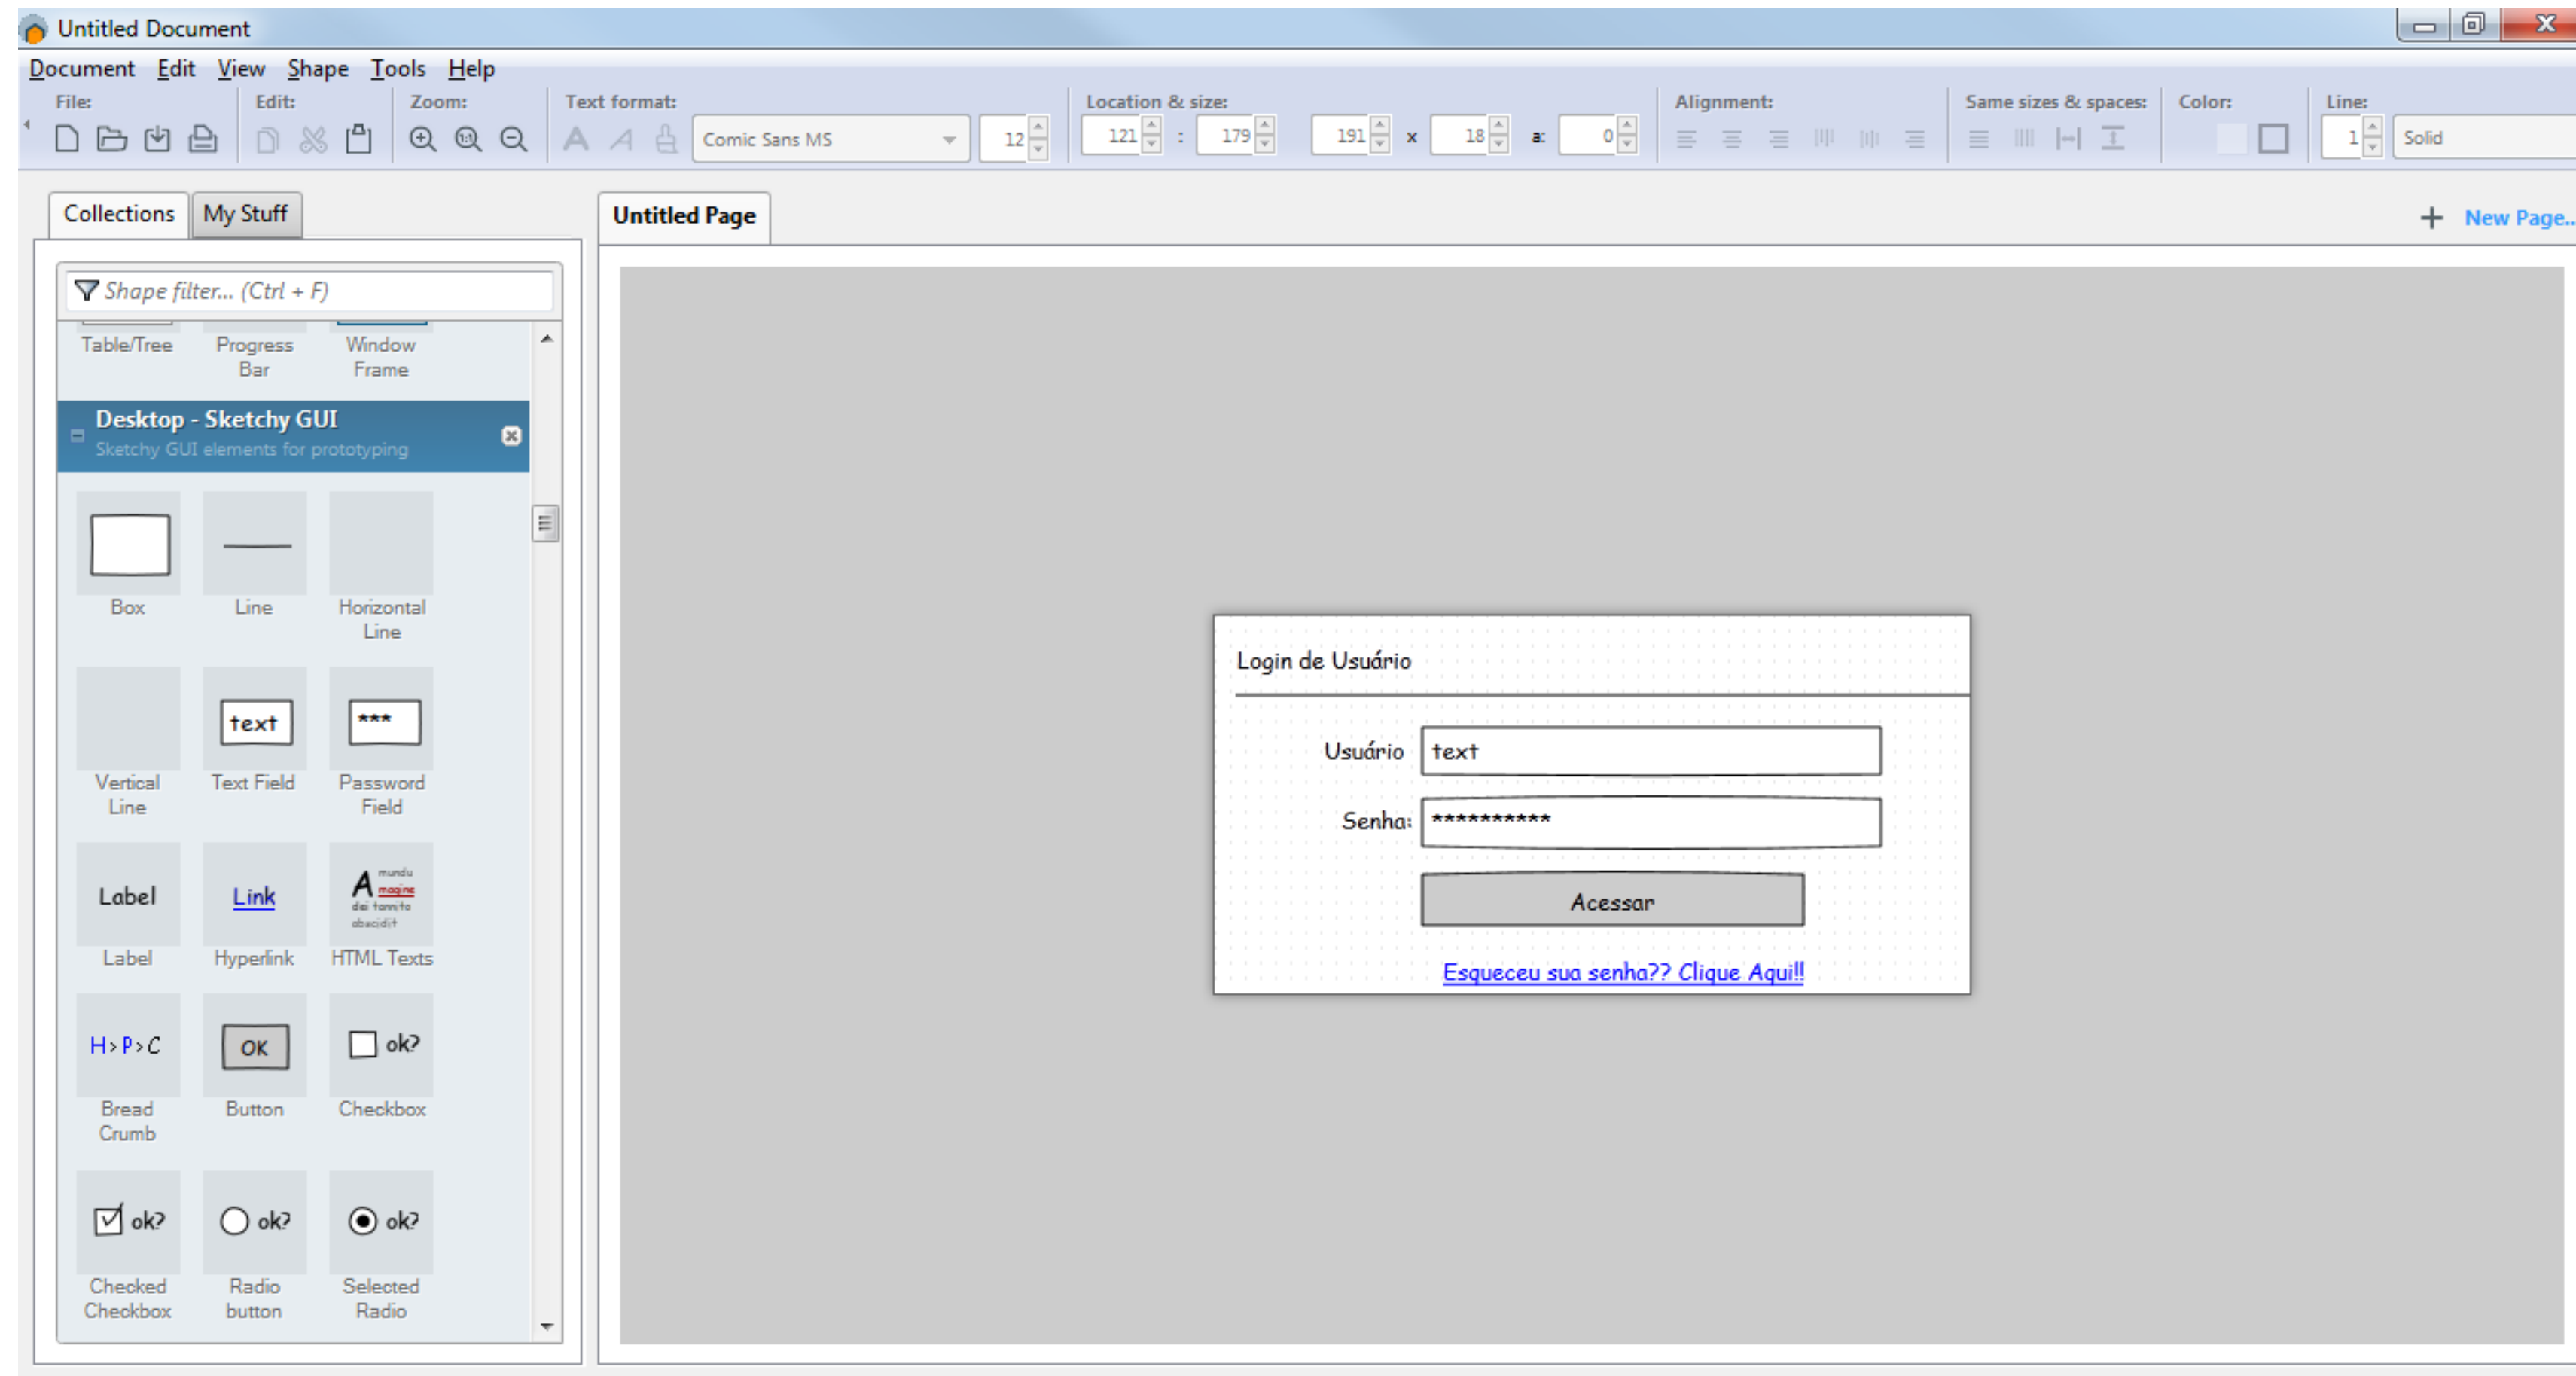 Untitled Document
Document Edit View Shape Tools Help
File: Edit: Zoom: Text format: Location & size: Alignment: Same sizes & spaces: Color: Line:
Comic Sans MS 12 121 : 179 191 x 18 a: 0 1 Solid
Collections My Stuff Untitled Page New Page..
Shape filter... (Ctrl + F)
Table/Tree Progress Bar Window Frame
Desktop - Sketchy GUI
Sketchy GUI elements for prototyping
Box Line Horizontal Line
text ***
Vertical Line Text Field Password Field
Label Link A mundu magine dei tannito abscidit
Label Hyperlink HTML Texts
H>P>C OK ok?
Bread Crumb Button Checkbox
ok? ok? ok?
Checked Checkbox Radio button Selected Radio
Login de Usuário
Usuário text
Senha: **********
Acessar
Esqueceu sua senha?? Clique Aqui!!